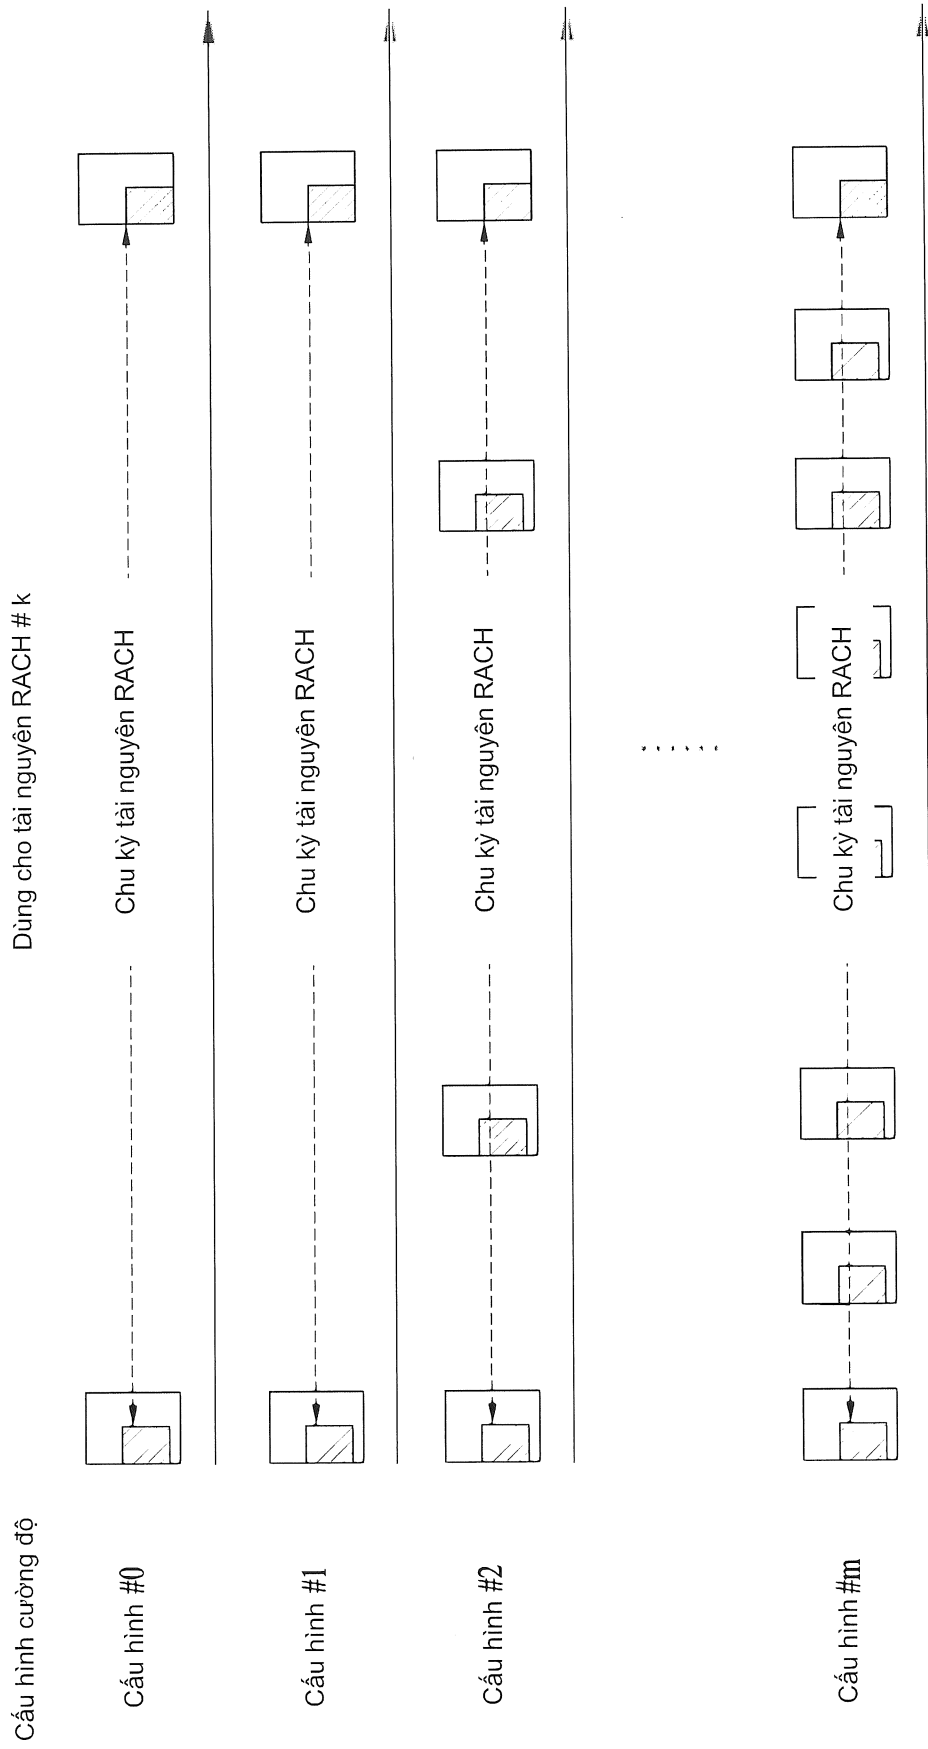 Cấu hình cường độ
Dùng cho tài nguyên RACH # k
Cấu hình #0
Chu kỳ tài nguyên RACH
Cấu hình #1
Chu kỳ tài nguyên RACH
Cấu hình #2
Chu kỳ tài nguyên RACH
Cấu hình #m
Chu kỳ tài nguyên RACH